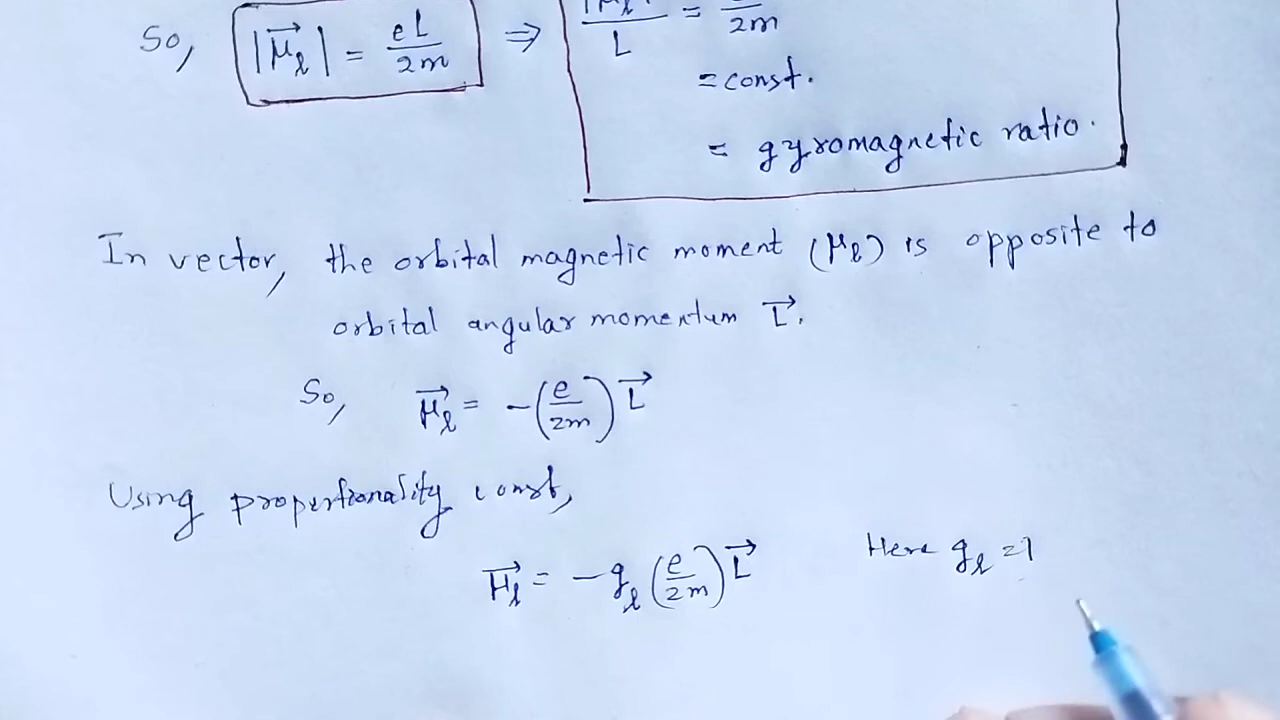 So, |μ⃗ₗ| = eL/2m ⇒ |μ⃗ₗ|/L = e/2m
= const.
= gyromagnetic ratio.
In vector, the orbital magnetic moment (μₗ) is opposite to
orbital angular momentum L⃗.
So, μ⃗ₗ = -(e/2m) L⃗
Using proportionality const,
μ⃗ₗ = -gₗ (e/2m) L⃗ Here gₗ = 1